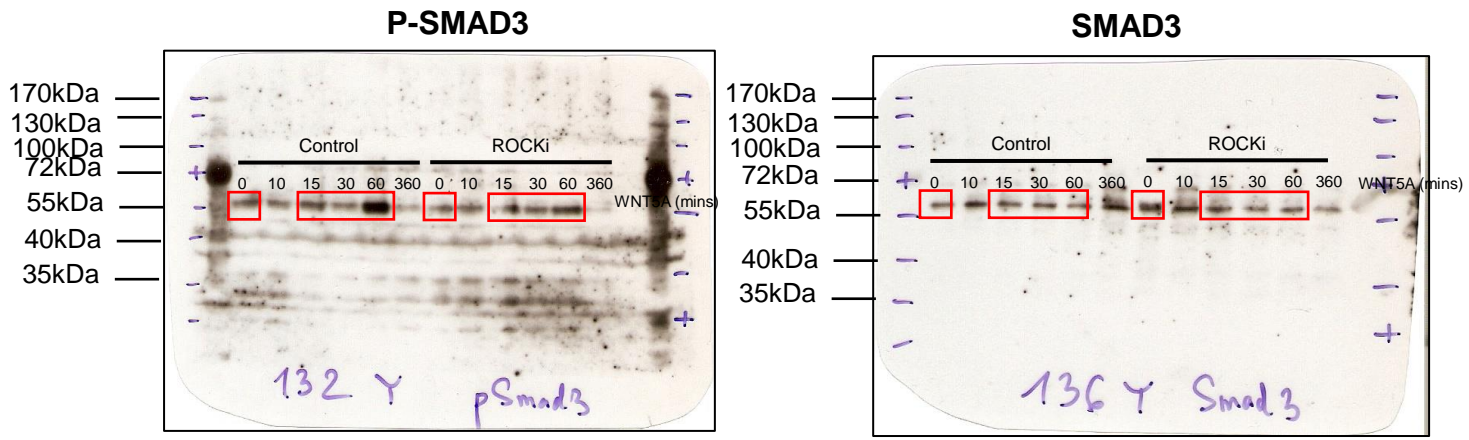 P-SMAD3
170kDa
130kDa
100kDa
72kDa
55kDa
40kDa
35kDa
Control ROCKi
0 10 15 30 60 360 0 10 15 30 60 360
WNT5A (mins)
132 Y pSmad3
SMAD3
170kDa
130kDa
100kDa
72kDa
55kDa
40kDa
35kDa
Control ROCKi
0 10 15 30 60 360 0 10 15 30 60 360
WNT5A (mins)
136 Y Smad3